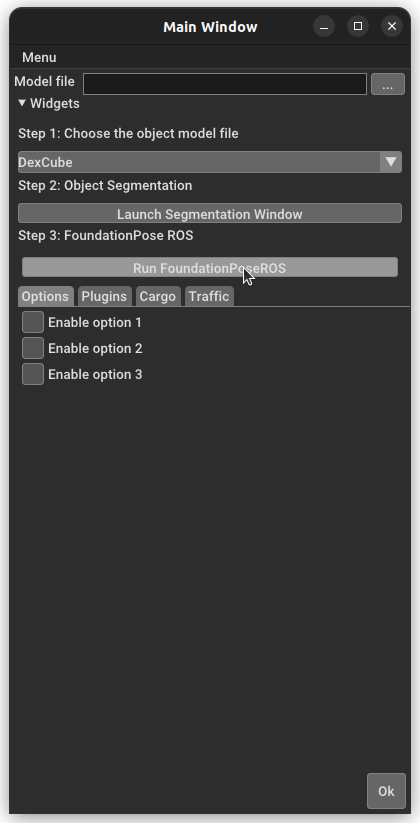 Main Window
Menu
Model file ...
Widgets
Step 1: Choose the object model file
DexCube
Step 2: Object Segmentation
Launch Segmentation Window
Step 3: FoundationPose ROS
Run FoundationPoseROS
Options Plugins Cargo Traffic
Enable option 1
Enable option 2
Enable option 3
Ok